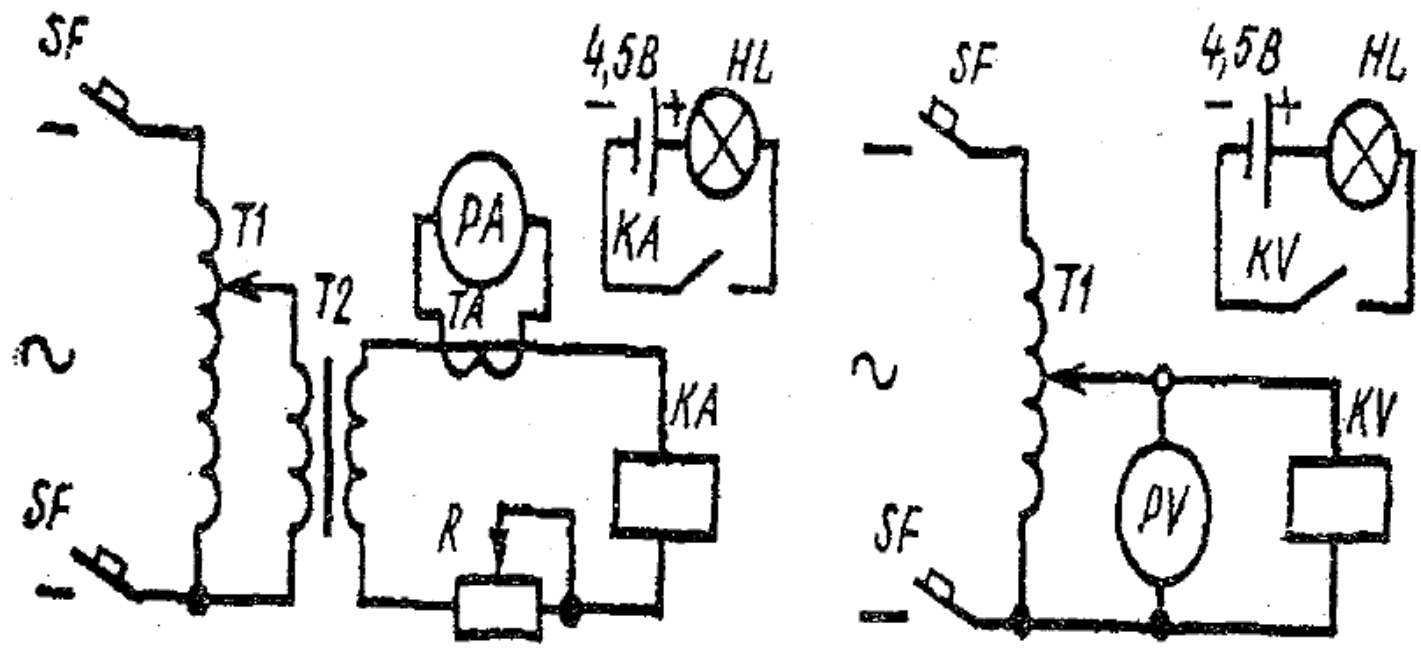 SF
4,5В
HL
- +
T1
PA
KA
T2
TA
~
KA
SF
R
SF
4,5В
HL
- +
T1
KV
~
KV
SF
PV